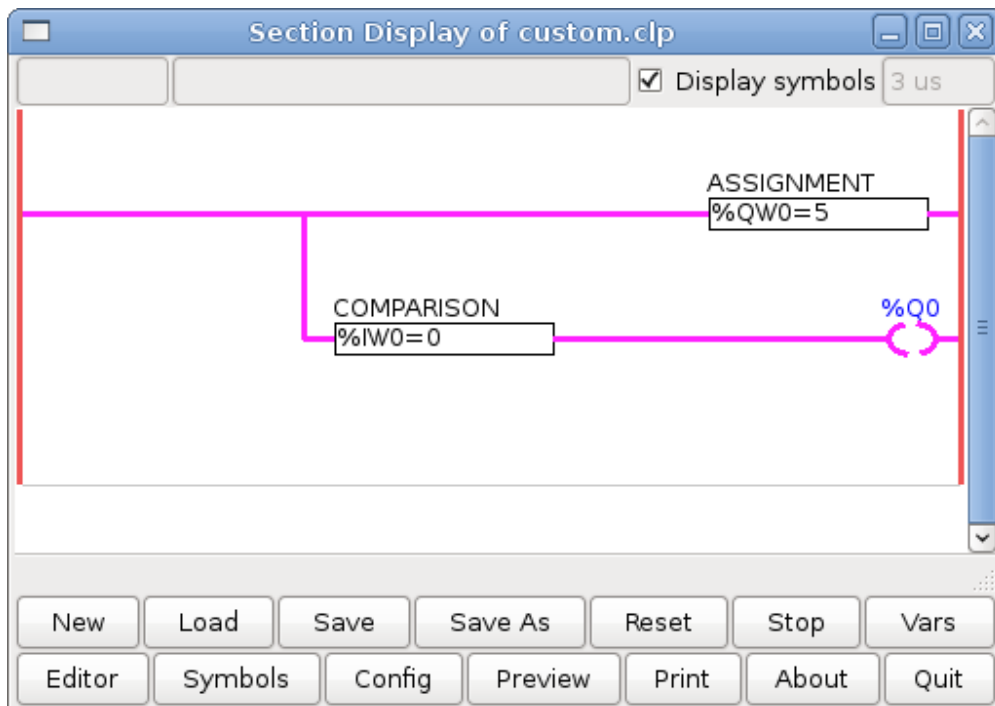 Section Display of custom.clp
Display symbols 3 us
ASSIGNMENT
%QW0=5
COMPARISON %Q0
%IW0=0
New Load Save Save As Reset Stop Vars
Editor Symbols Config Preview Print About Quit